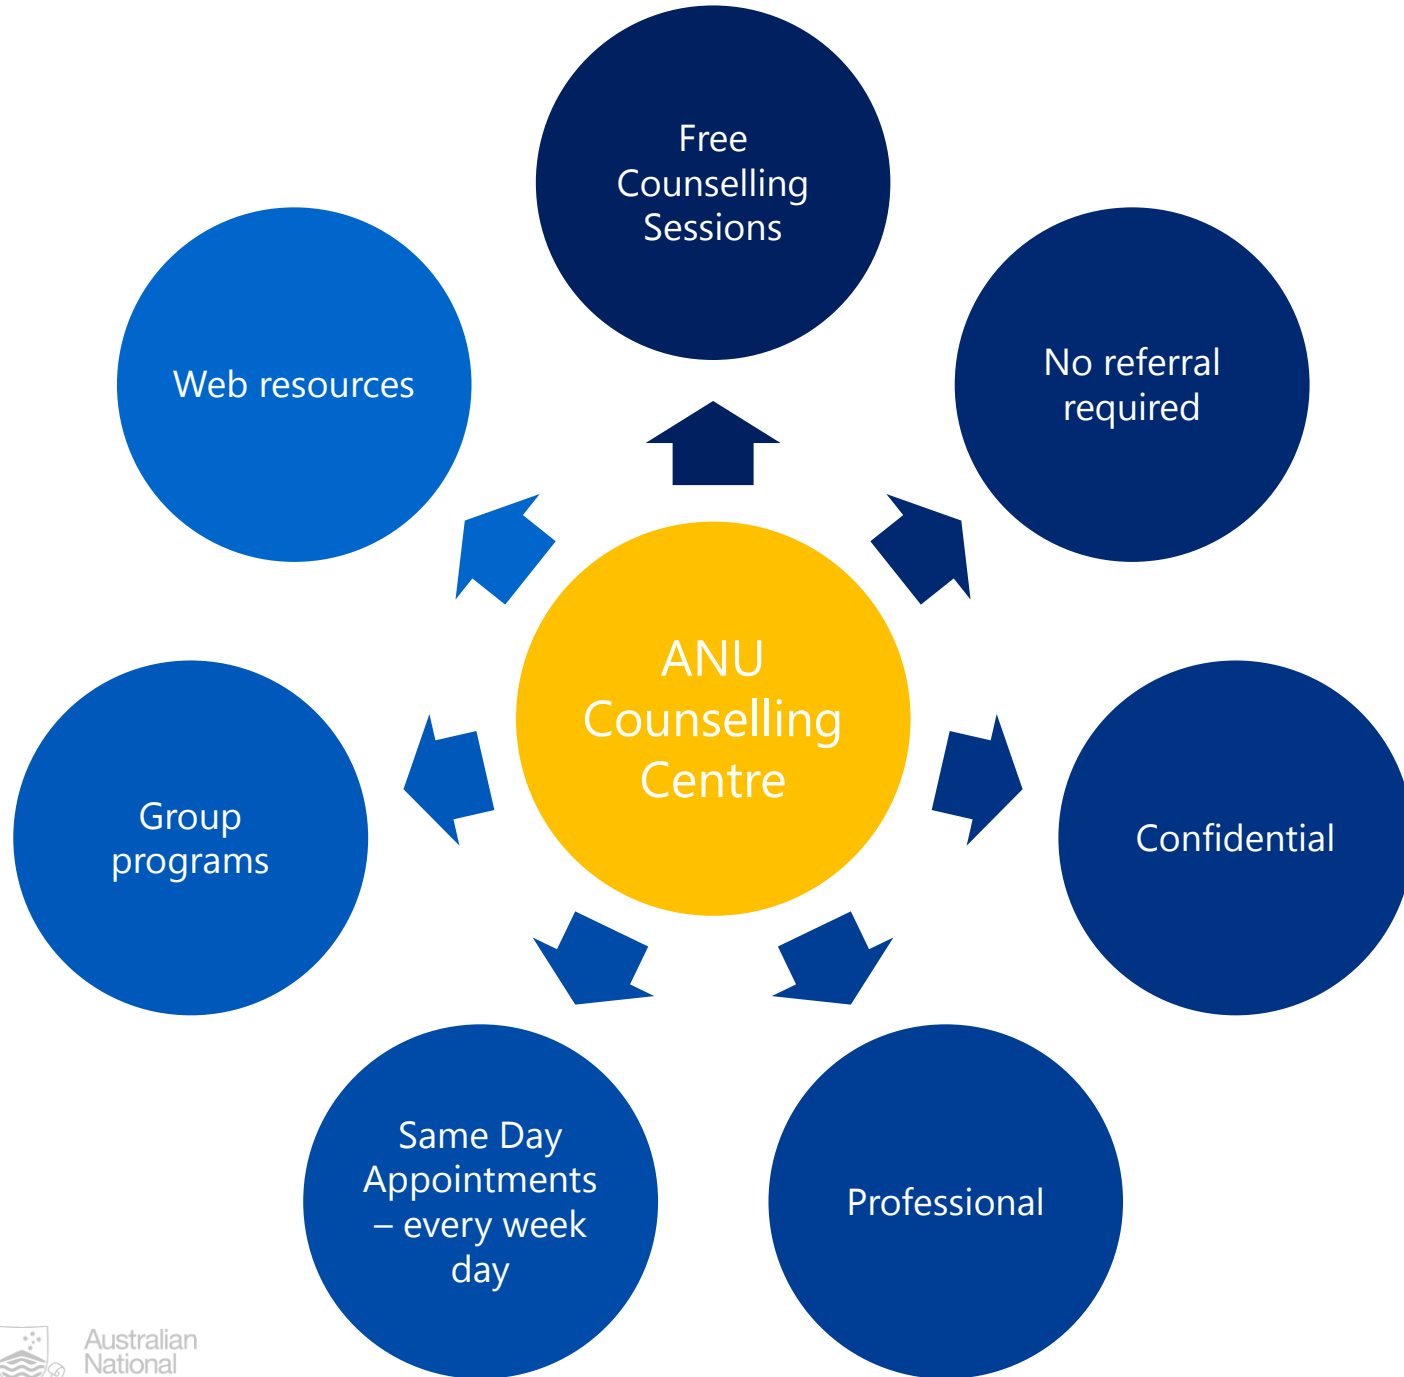 Free
Counselling
Sessions
No referral
required
Confidential
Professional
Same Day
Appointments
– every week
day
Group
programs
Web resources
ANU
Counselling
Centre
Australian
National